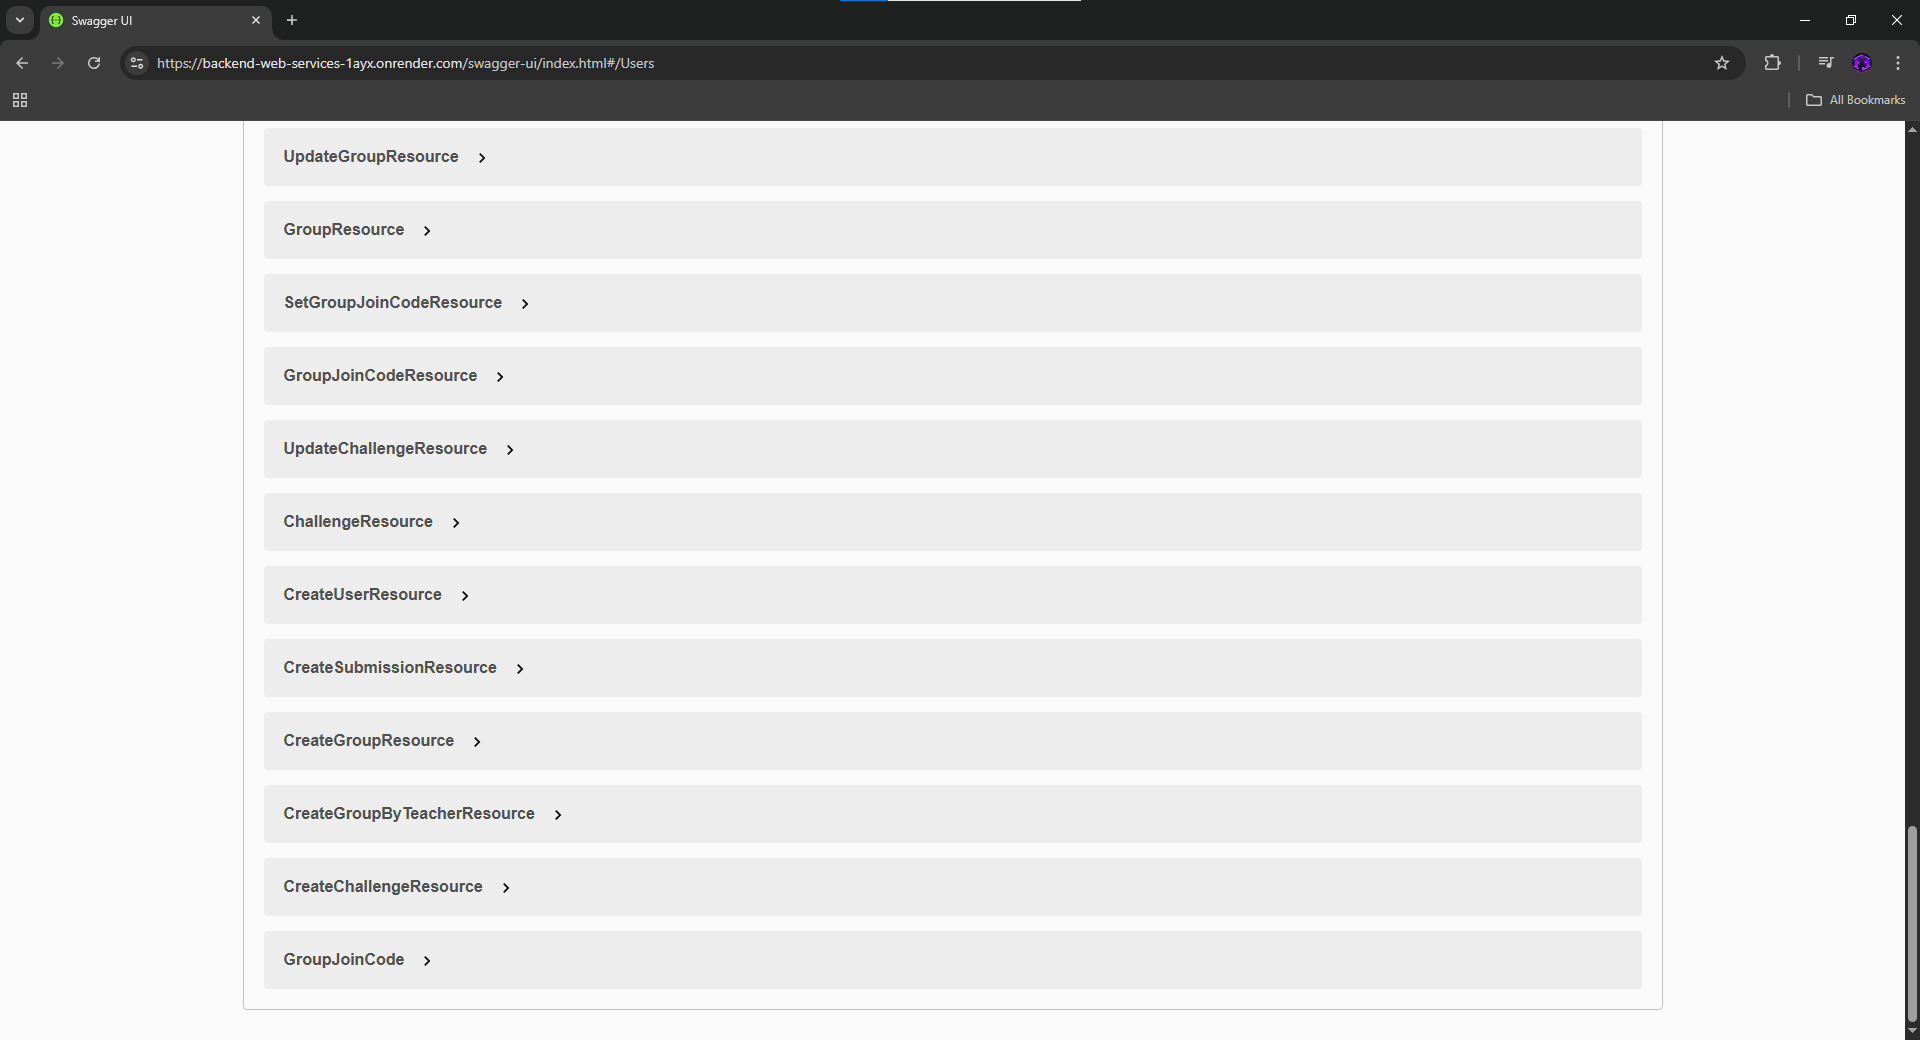 Swagger UI
https://backend-web-services-1ayx.onrender.com/swagger-ui/index.html#/Users
All Bookmarks
UpdateGroupResource
GroupResource
SetGroupJoinCodeResource
GroupJoinCodeResource
UpdateChallengeResource
ChallengeResource
CreateUserResource
CreateSubmissionResource
CreateGroupResource
CreateGroupByTeacherResource
CreateChallengeResource
GroupJoinCode